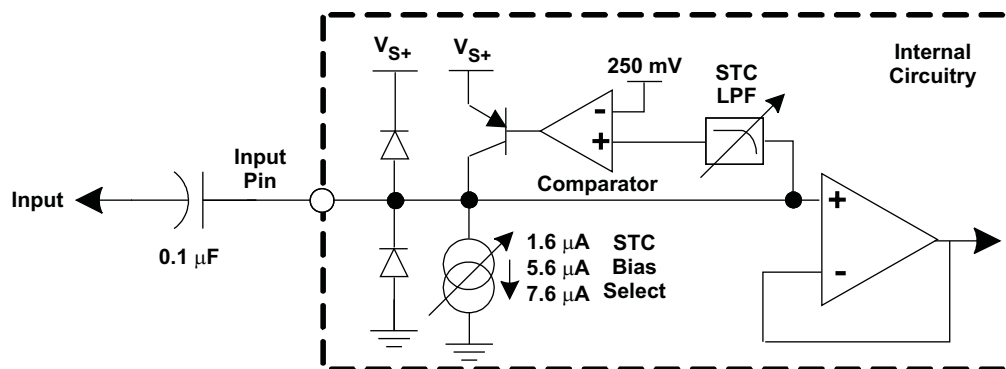 V_S+
V_S+
250 mV
STC
LPF
Internal
Circuitry
-
+
Input
Pin
Input
Comparator
+
-
0.1 μF
1.6 μA STC
5.6 μA Bias
7.6 μA Select